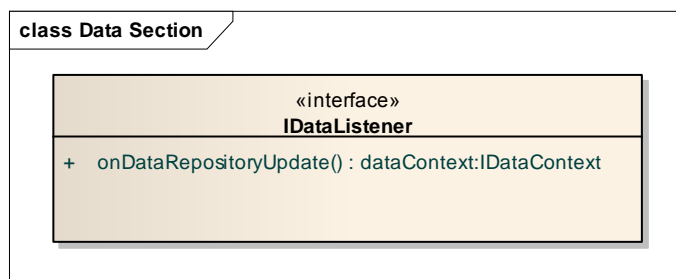 class Data Section
«interface»
IDataListener
+ onDataRepositoryUpdate() : dataContext:IDataContext